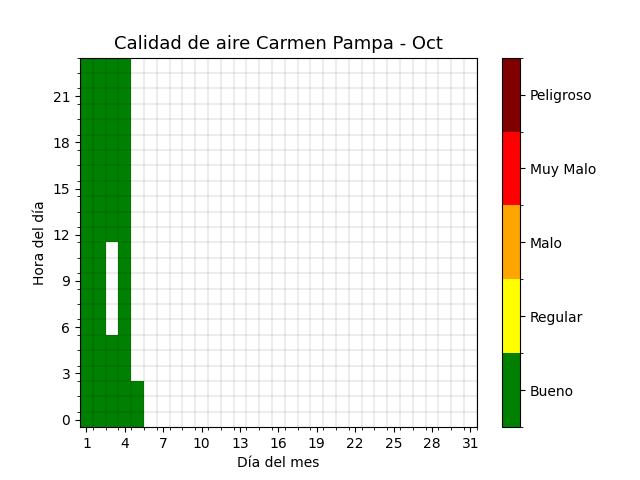 Calidad de aire Carmen Pampa - Oct
Hora del día
21
18
15
12
9
6
3
0
1 4 7 10 13 16 19 22 25 28 31
Día del mes
Peligroso
Muy Malo
Malo
Regular
Bueno